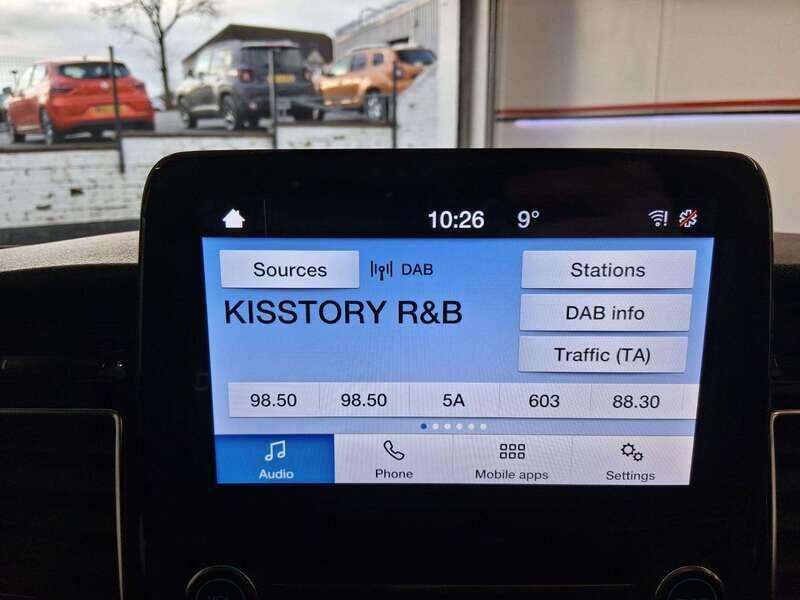 10:26 9°
Sources DAB Stations
KISSTORY R&B
DAB info
Traffic (TA)
98.50 98.50 5A 603 88.30
Audio Phone Mobile apps Settings